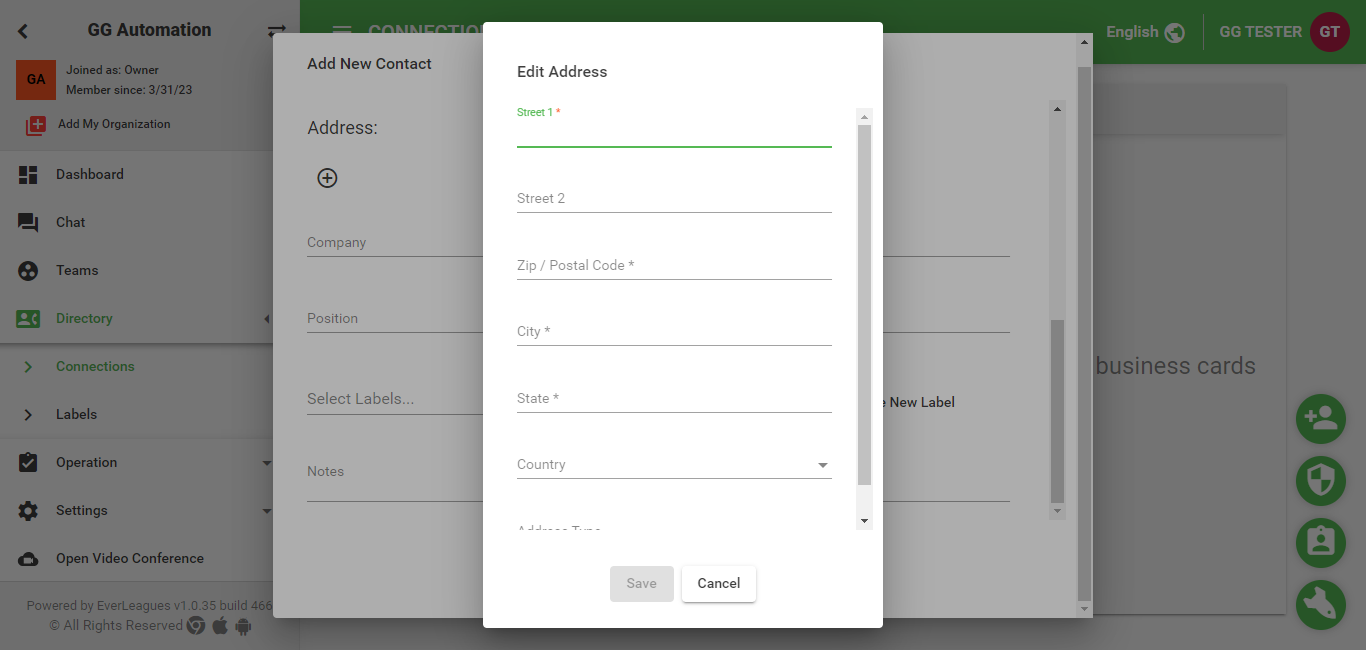 GG Automation
GA
Joined as: Owner
Member since: 3/31/23
Add My Organization
Dashboard
Chat
Teams
Directory
Connections
Labels
Operation
Settings
Open Video Conference
Powered by EverLeagues v1.0.35 build 466
© All Rights Reserved
English
GG TESTER
GT
Add New Contact
Address:
Company
Position
Select Labels...
New Label
Notes
business cards
Edit Address
Street 1 *
Street 2
Zip / Postal Code *
City *
State *
Country
Address Type
Save
Cancel